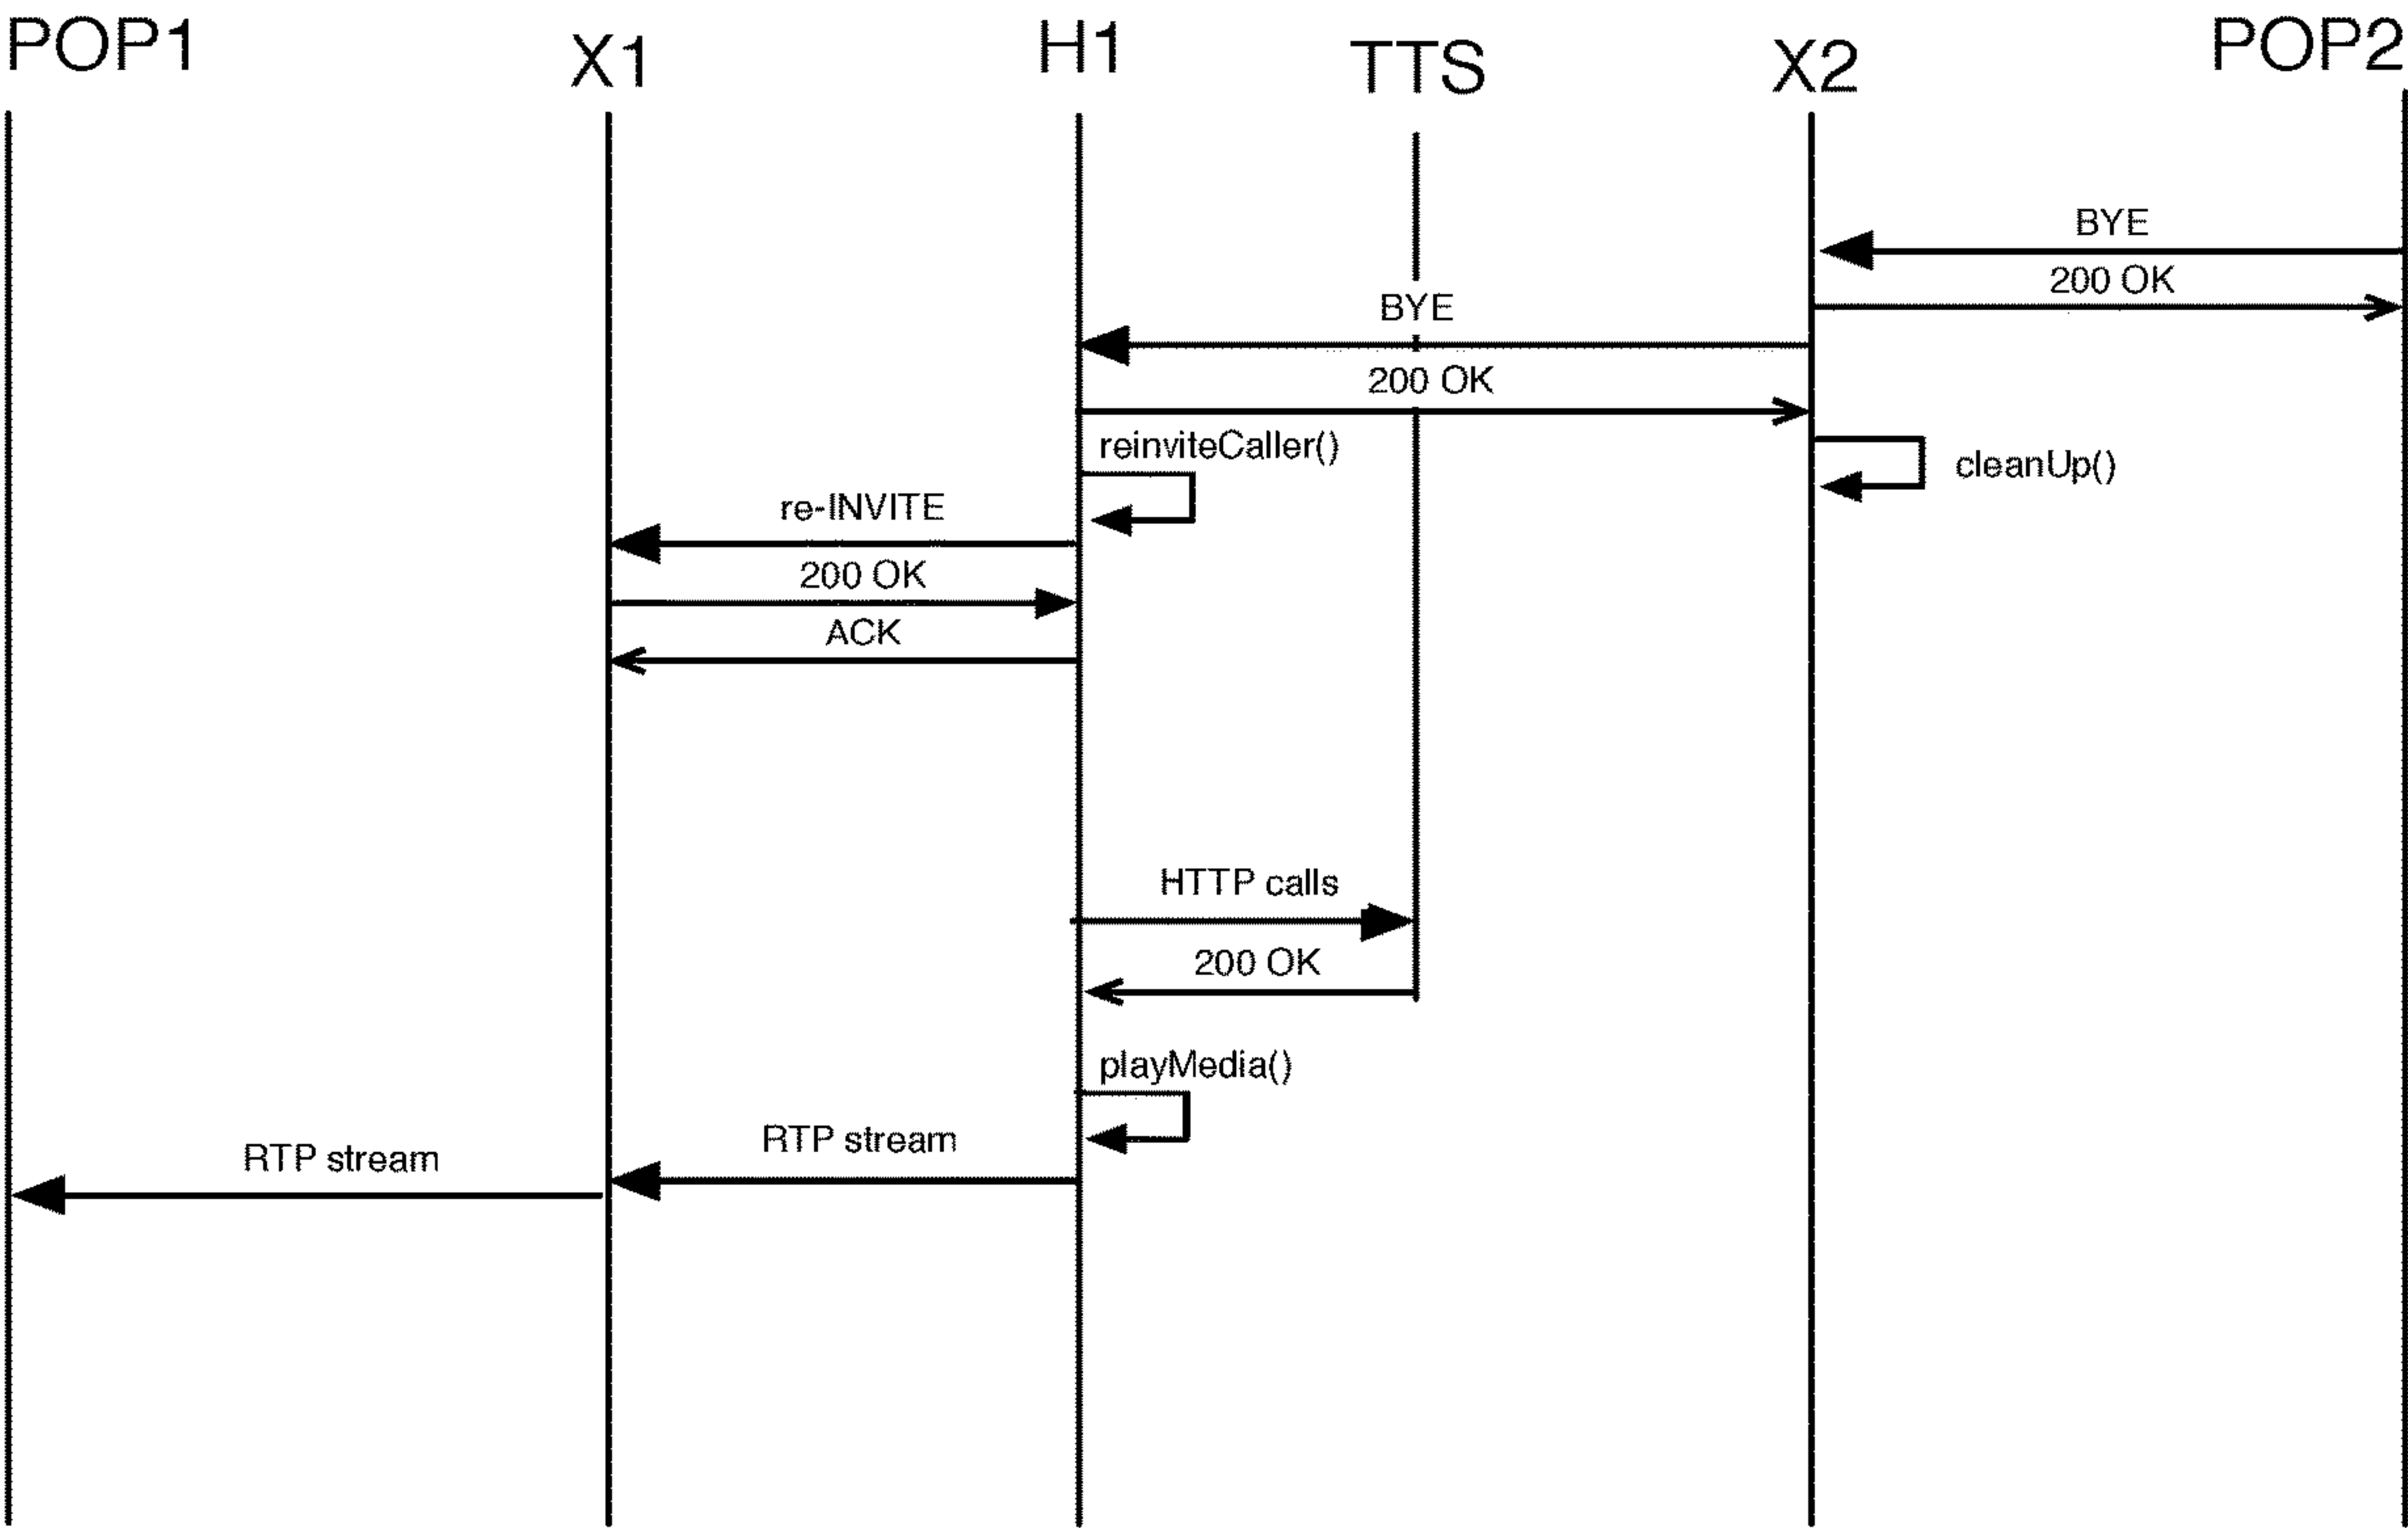 POP1
X1
H1
TTS
X2
POP2
BYE
200 OK
BYE
200 OK
reinviteCaller()
cleanUp()
re-INVITE
200 OK
ACK
HTTP calls
200 OK
playMedia()
RTP stream
RTP stream